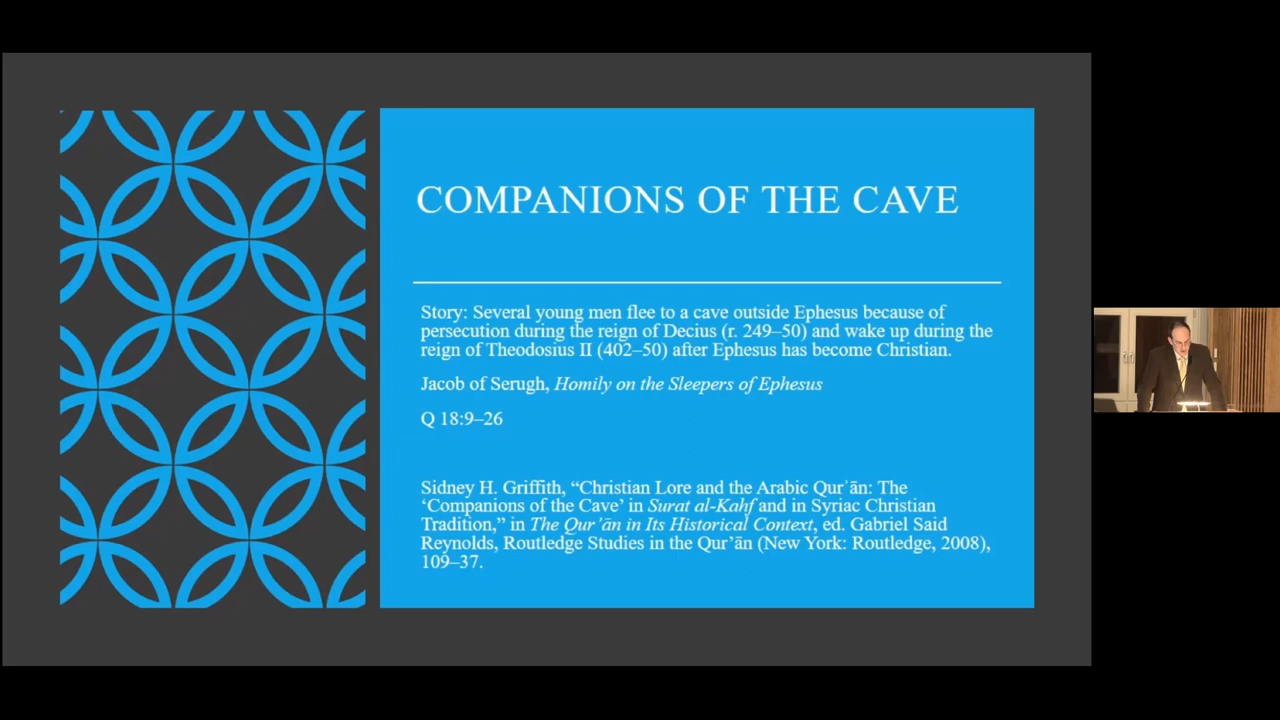 COMPANIONS OF THE CAVE
Story: Several young men flee to a cave outside Ephesus because of
persecution during the reign of Decius (r. 249–50) and wake up during the
reign of Theodosius II (402–50) after Ephesus has become Christian.
Jacob of Serugh, Homily on the Sleepers of Ephesus
Q 18:9–26
Sidney H. Griffith, “Christian Lore and the Arabic Qurʾān: The
‘Companions of the Cave’ in Surat al-Kahf and in Syriac Christian
Tradition,” in The Qur’ān in Its Historical Context, ed. Gabriel Said
Reynolds, Routledge Studies in the Qur’ān (New York: Routledge, 2008),
109–37.